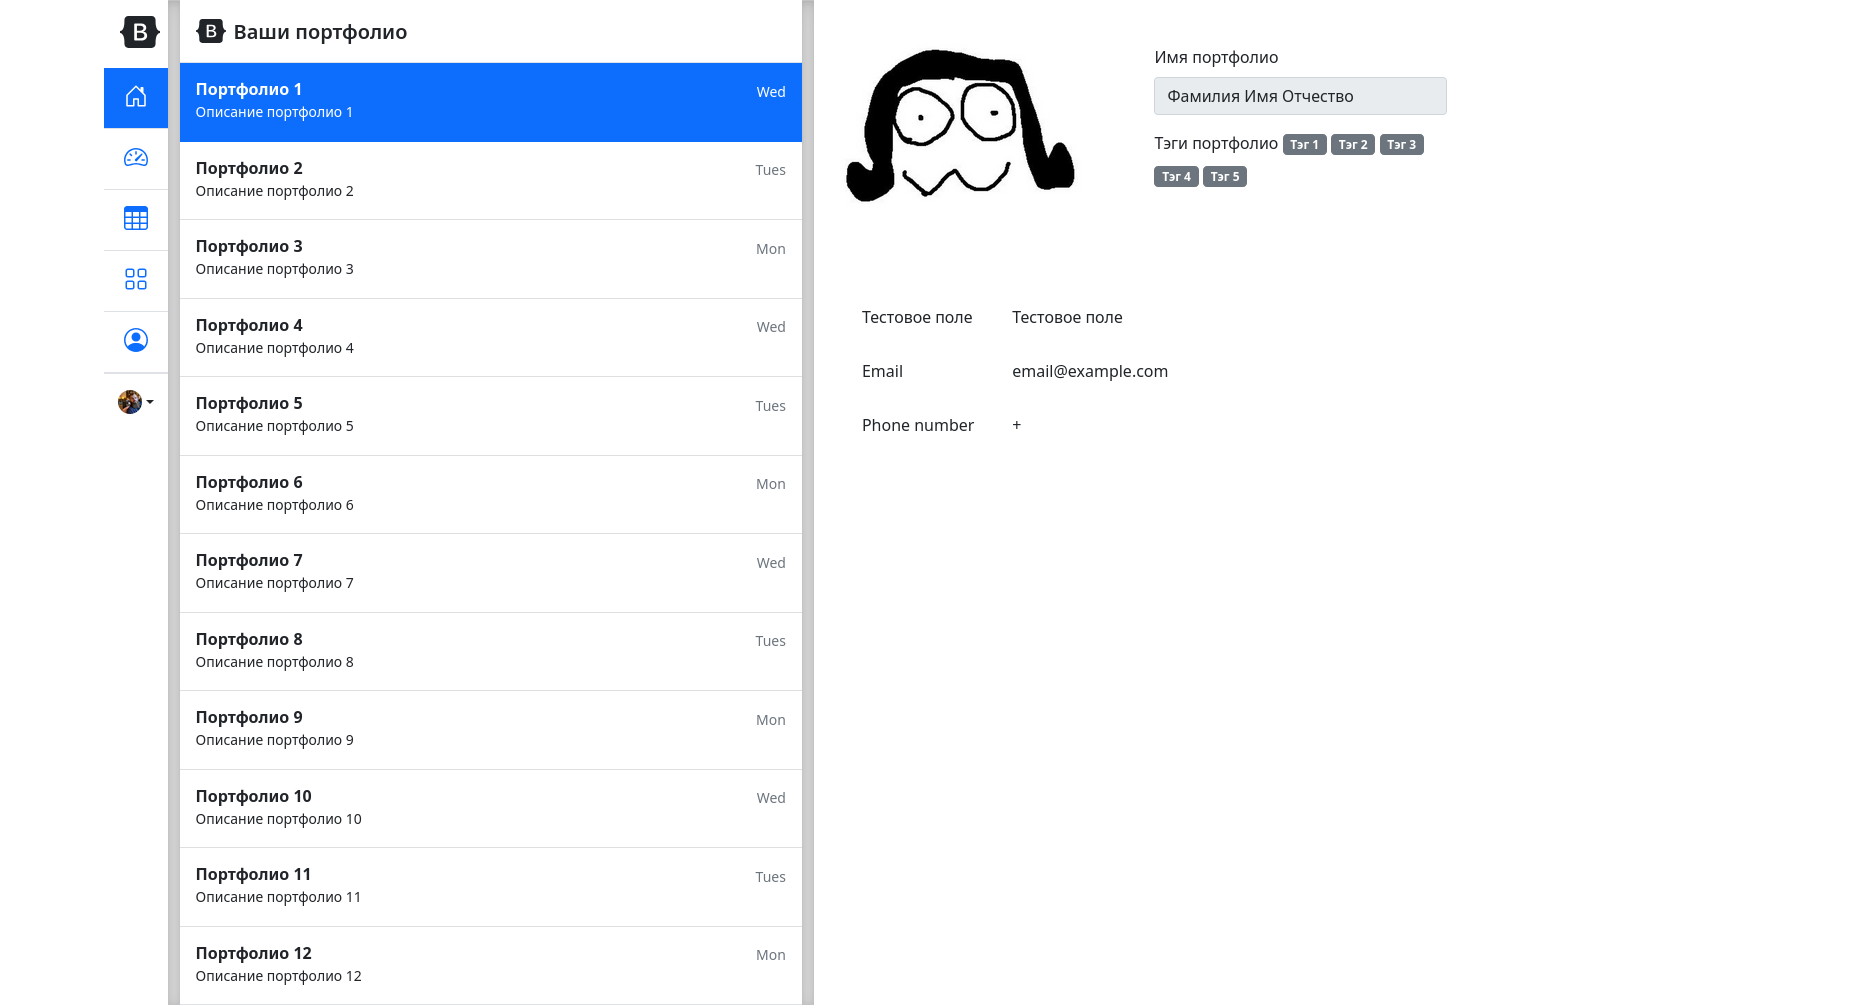 B
B Ваши портфолио
Портфолио 1 Wed
Описание портфолио 1
Портфолио 2 Tues
Описание портфолио 2
Портфолио 3 Mon
Описание портфолио 3
Портфолио 4 Wed
Описание портфолио 4
Портфолио 5 Tues
Описание портфолио 5
Портфолио 6 Mon
Описание портфолио 6
Портфолио 7 Wed
Описание портфолио 7
Портфолио 8 Tues
Описание портфолио 8
Портфолио 9 Mon
Описание портфолио 9
Портфолио 10 Wed
Описание портфолио 10
Портфолио 11 Tues
Описание портфолио 11
Портфолио 12 Mon
Описание портфолио 12
Имя портфолио
Фамилия Имя Отчество
Тэги портфолио Тэг 1 Тэг 2 Тэг 3
Тэг 4 Тэг 5
Тестовое поле Тестовое поле
Email email@example.com
Phone number +